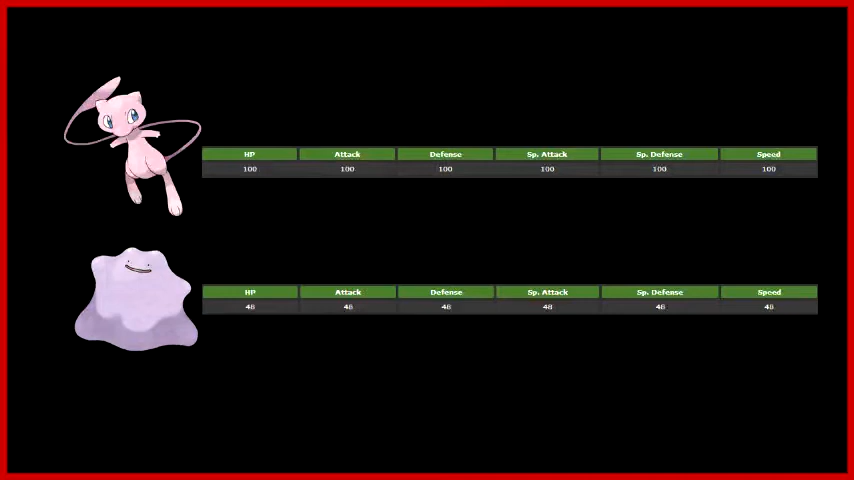 HP Attack Defense Sp. Attack Sp. Defense Speed
100 100 100 100 100 100
HP Attack Defense Sp. Attack Sp. Defense Speed
48 48 48 48 48 48